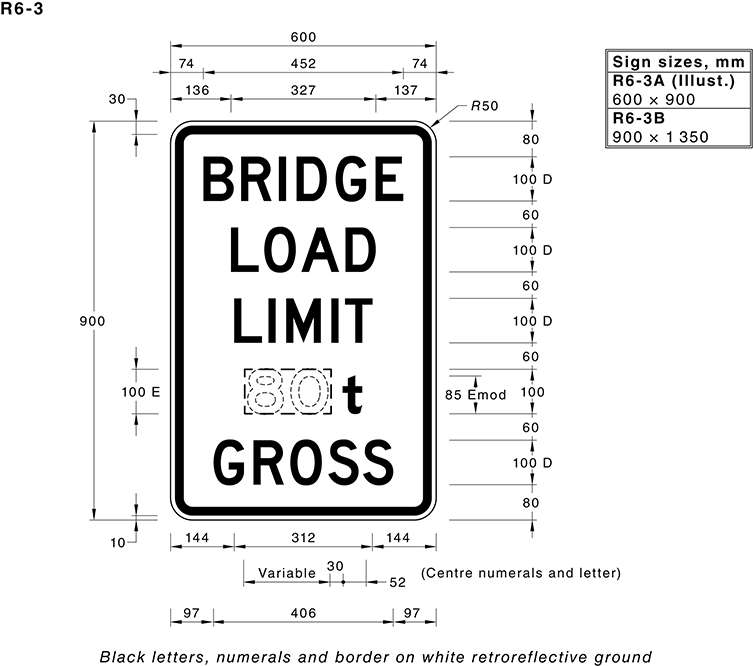 R6-3
600
74 452 74
136 327 137
30
R50
Sign sizes, mm
R6-3A (Illust.)
600 × 900
R6-3B
900 × 1 350
80
BRIDGE
100 D
60
LOAD
100 D
60
900
LIMIT
100 D
60
100 E
80 t
85 Emod
100
60
GROSS
100 D
80
10
144 312 144
Variable 30 52 (Centre numerals and letter)
97 406 97
Black letters, numerals and border on white retroreflective ground